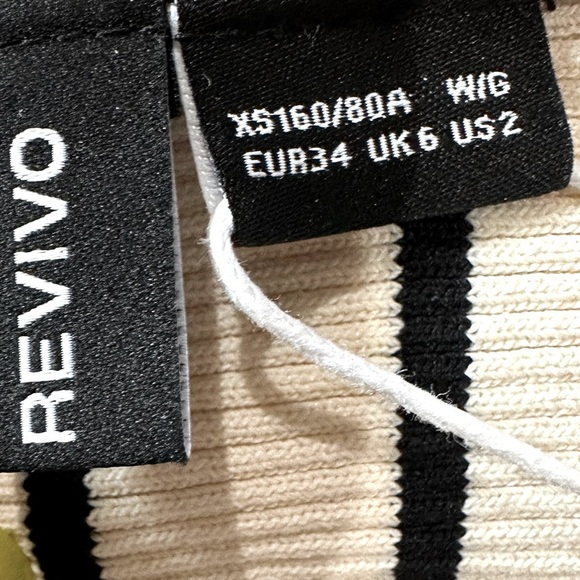 REVIVO
XS160/80A W/G
EUR34 UK6 US2